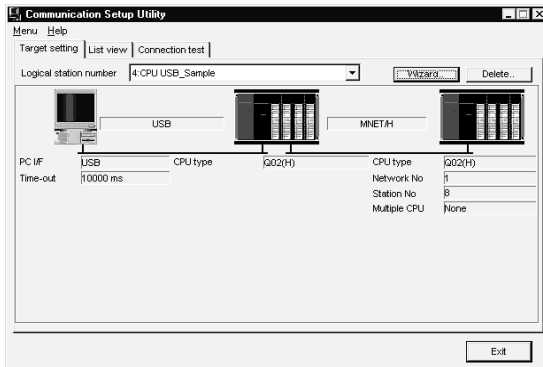 Communication Setup Utility
Menu Help
Target setting List view Connection test
Logical station number 4:CPU USB_Sample Wizard... Delete..
USB MNET/H
PC I/F USB CPU type Q02(H) CPU type Q02(H)
Time-out 10000 ms Network No 1
Station No 8
Multiple CPU None
Exit